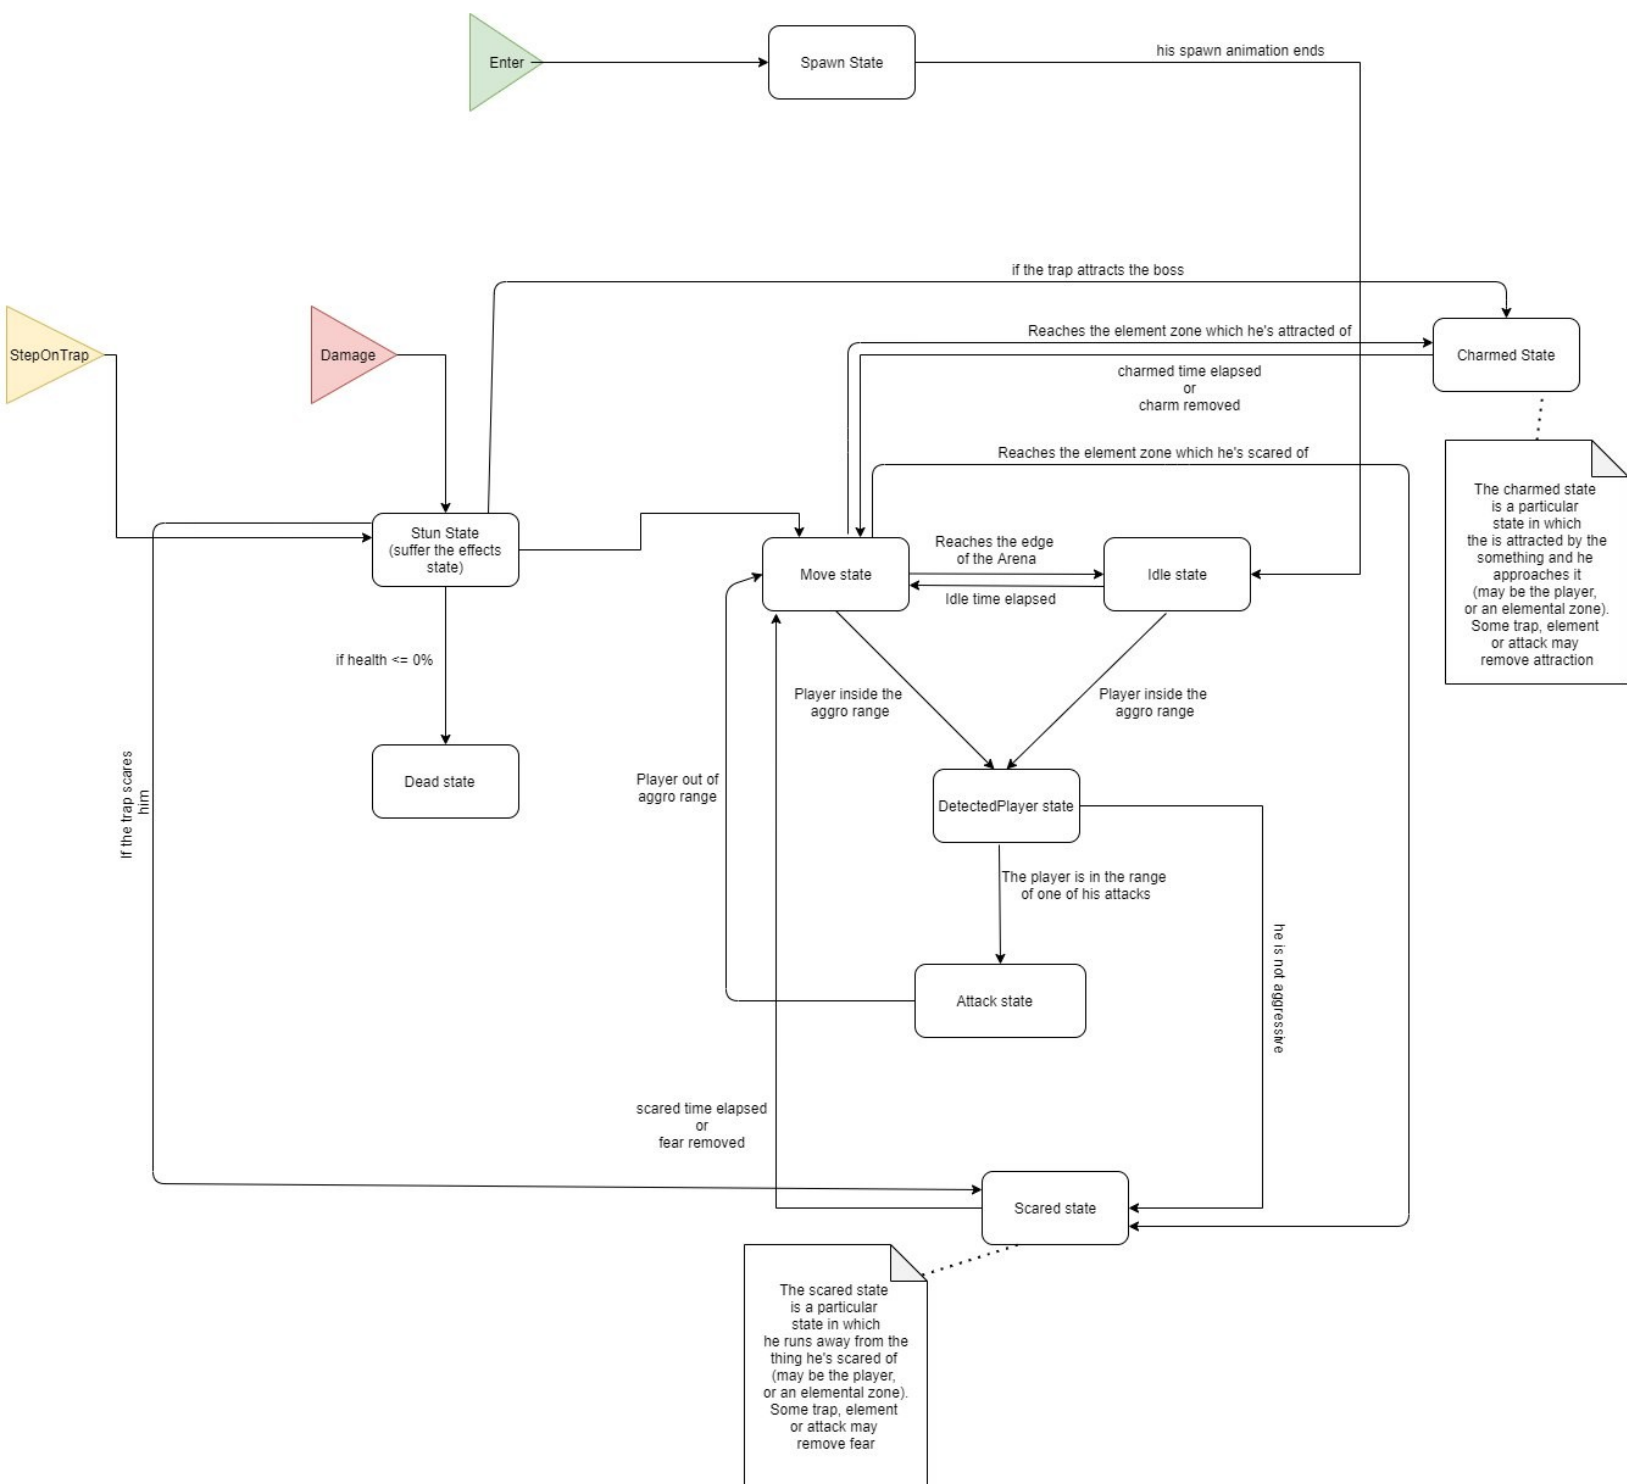 Enter
Spawn State
his spawn animation ends
if the trap attracts the boss
StepOnTrap
Damage
Reaches the element zone which he's attracted of
Charmed State
charmed time elapsed
or
charm removed
Reaches the element zone which he's scared of
The charmed state
is a particular
state in which
the is attracted by the
something and he
approaches it
(may be the player,
or an elemental zone).
Some trap, element
or attack may
remove attraction
Stun State
(suffer the effects
state)
Move state
Reaches the edge
of the Arena
Idle time elapsed
Idle state
if health <= 0%
Player inside the
aggro range
Player inside the
aggro range
Dead state
If the trap scares
him
Player out of
aggro range
DetectedPlayer state
The player is in the range
of one of his attacks
he is not aggressive
Attack state
scared time elapsed
or
fear removed
Scared state
The scared state
is a particular
state in which
he runs away from the
thing he's scared of
(may be the player,
or an elemental zone).
Some trap, element
or attack may
remove fear